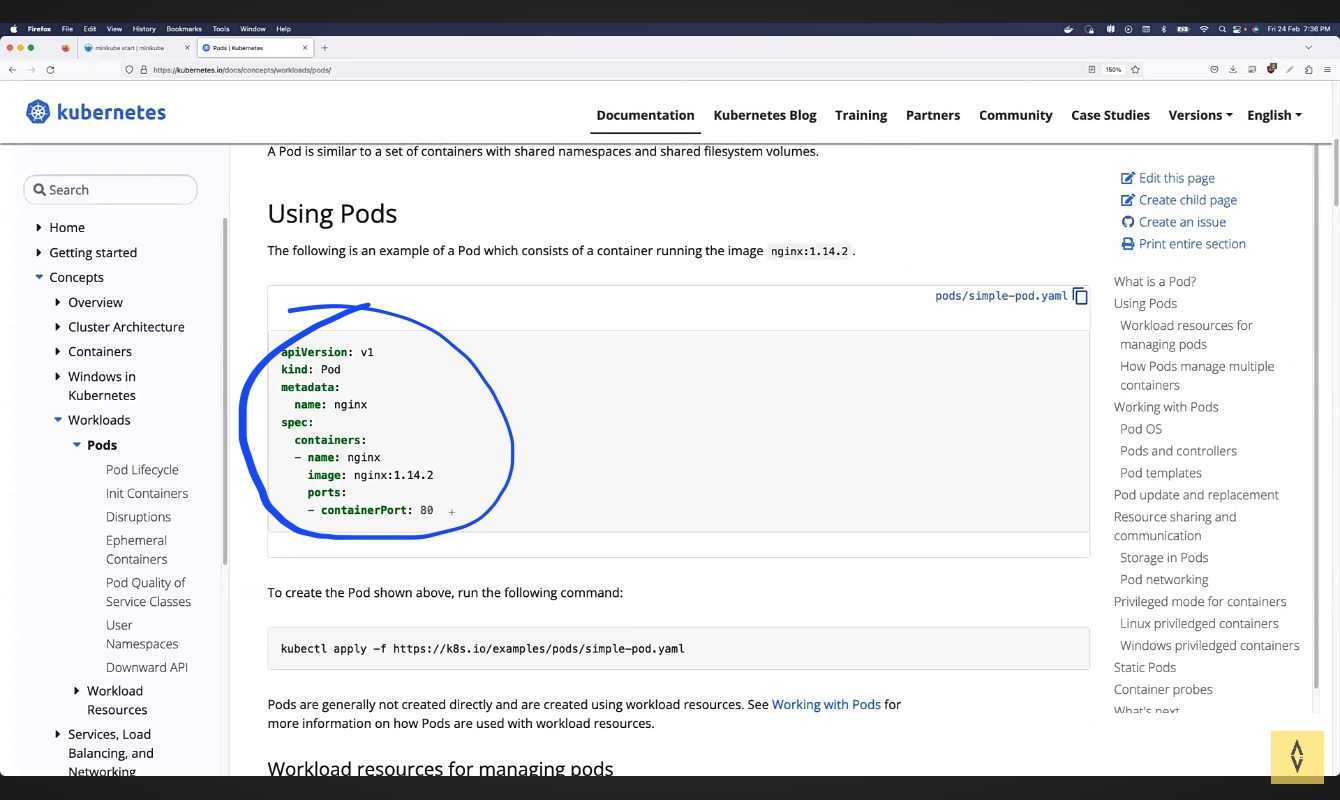 Firefox File Edit View History Bookmarks Tools Window Help Fri 24 Feb 7:36 PM
minikube start | minikube Pods | Kubernetes
https://kubernetes.io/docs/concepts/workloads/pods/ 150%
kubernetes
Documentation Kubernetes Blog Training Partners Community Case Studies Versions English
Search
Home
Getting started
Concepts
Overview
Cluster Architecture
Containers
Windows in
Kubernetes
Workloads
Pods
Pod Lifecycle
Init Containers
Disruptions
Ephemeral
Containers
Pod Quality of
Service Classes
User
Namespaces
Downward API
Workload
Resources
Services, Load
Balancing, and
Networking
A Pod is similar to a set of containers with shared namespaces and shared filesystem volumes.
Using Pods
The following is an example of a Pod which consists of a container running the image nginx:1.14.2.
pods/simple-pod.yaml
apiVersion: v1
kind: Pod
metadata:
  name: nginx
spec:
  containers:
  - name: nginx
    image: nginx:1.14.2
    ports:
    - containerPort: 80
To create the Pod shown above, run the following command:
kubectl apply -f https://k8s.io/examples/pods/simple-pod.yaml
Pods are generally not created directly and are created using workload resources. See Working with Pods for
more information on how Pods are used with workload resources.
Workload resources for managing pods
Edit this page
Create child page
Create an issue
Print entire section
What is a Pod?
Using Pods
Workload resources for
managing pods
How Pods manage multiple
containers
Working with Pods
Pod OS
Pods and controllers
Pod templates
Pod update and replacement
Resource sharing and
communication
Storage in Pods
Pod networking
Privileged mode for containers
Linux priviledged containers
Windows priviledged containers
Static Pods
Container probes
What's next